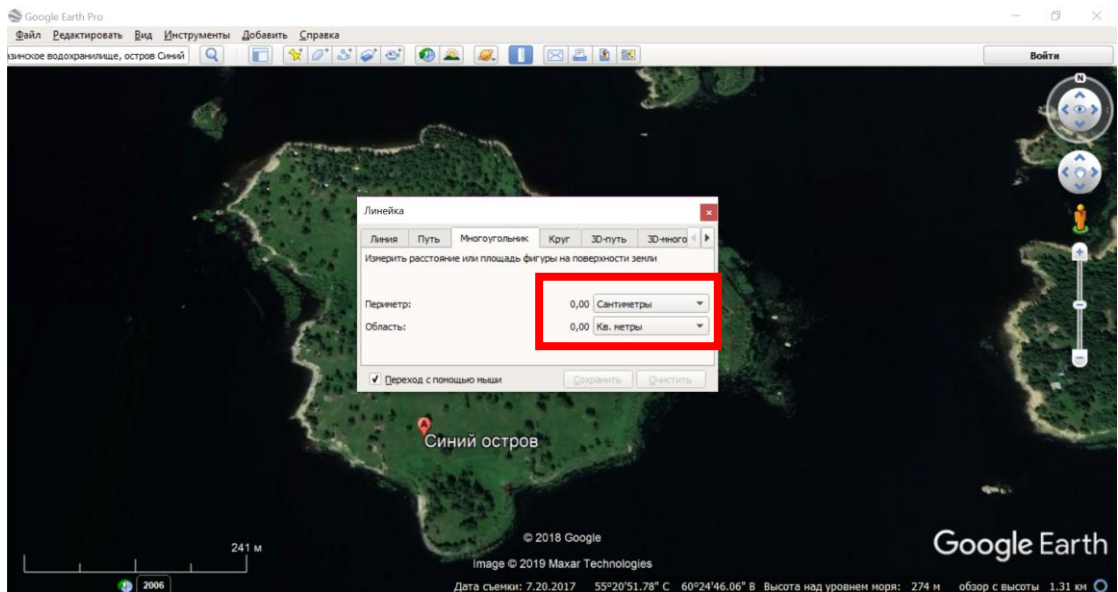 Google Earth Pro
Файл Редактировать Вид Инструменты Добавить Справка
азинское водохранилище, остров Синий
Войти
N
Линейка
Линия Путь Многоугольник Круг 3D-путь 3D-много
Измерить расстояние или площадь фигуры на поверхности земли
Периметр: 0,00 Сантиметры
Область: 0,00 Кв. метры
Переход с помощью мыши Сохранить Очистить
A
Синий остров
© 2018 Google
Image © 2019 Maxar Technologies
Google Earth
241 м
2006
Дата съемки: 7.20.2017 55°20'51.78" С 60°24'46.06" В Высота над уровнем моря: 274 м обзор с высоты 1.31 км